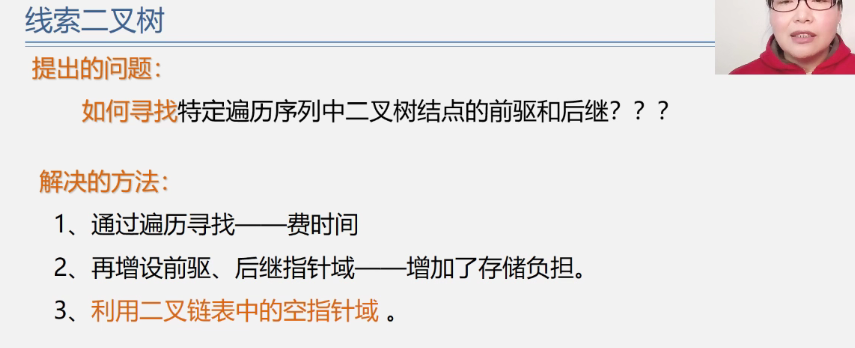 线索二叉树
提出的问题：
如何寻找特定遍历序列中二叉树结点的前驱和后继？？？
解决的方法：
1、通过遍历寻找——费时间
2、再增设前驱、后继指针域——增加了存储负担。
3、利用二叉链表中的空指针域 。